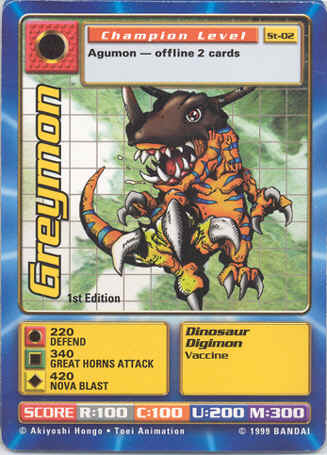 Champion Level
St-02
Agumon — offline 2 cards
Greymon
1st Edition
220
DEFEND
340
GREAT HORNS ATTACK
420
NOVA BLAST
Dinosaur
Digimon
Vaccine
SCORE R:100 C:100 U:200 M:300
© Akiyoshi Hongo • Toei Animation © 1999 BANDAI